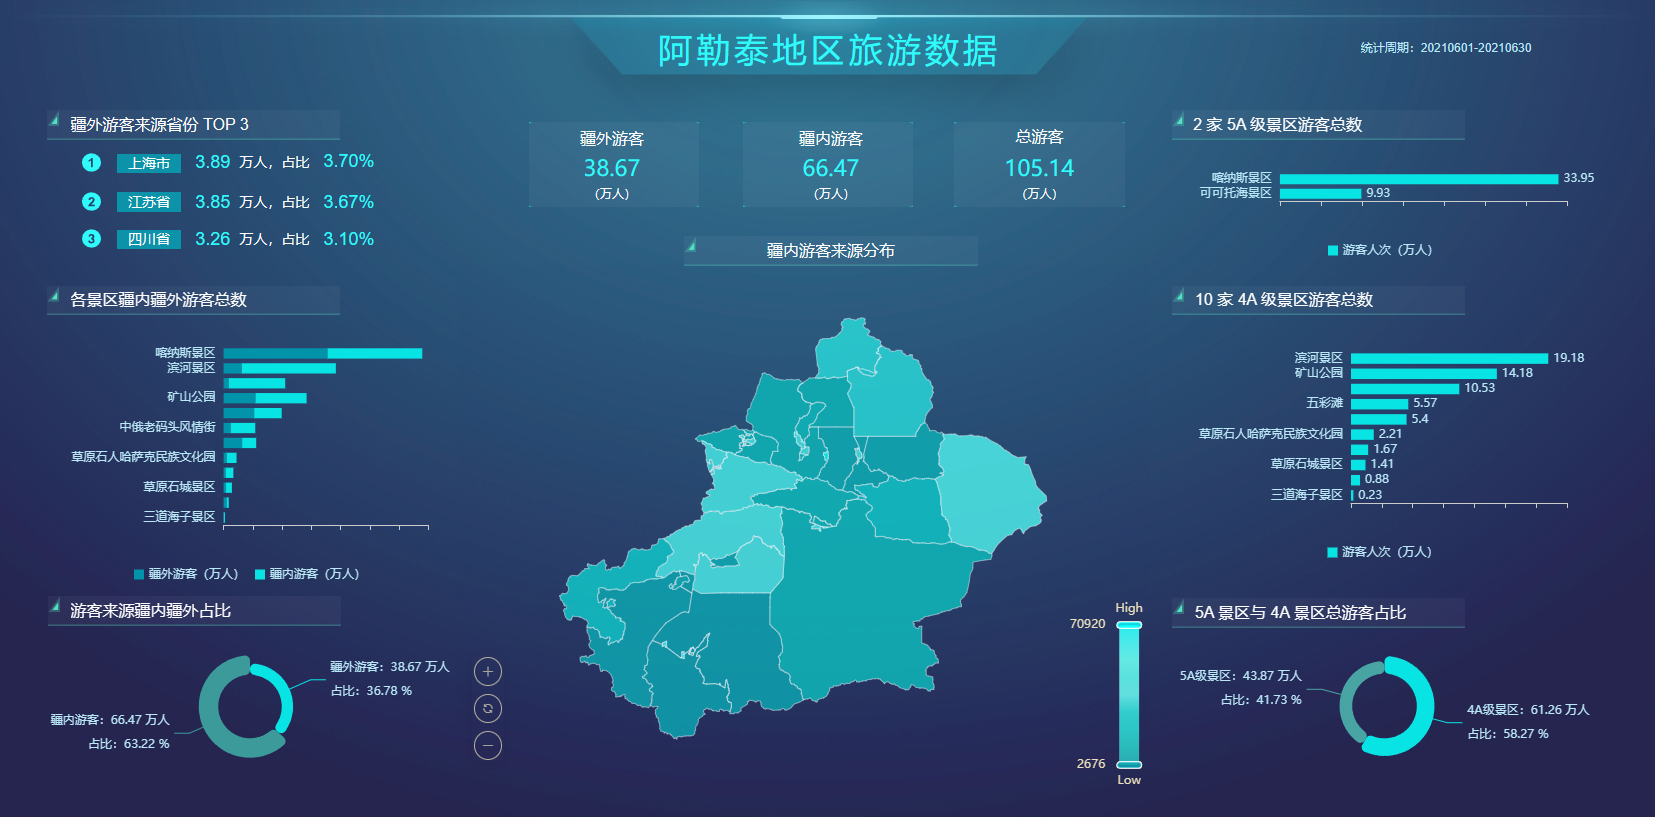 阿勒泰地区旅游数据
统计周期：20210601-20210630
疆外游客来源省份 TOP 3
1 上海市 3.89 万人，占比 3.70%
2 江苏省 3.85 万人，占比 3.67%
3 四川省 3.26 万人，占比 3.10%
各景区疆内疆外游客总数
喀纳斯景区
滨河景区
矿山公园
中俄老码头风情街
草原石人哈萨克民族文化园
草原石城景区
三道海子景区
疆外游客（万人） 疆内游客（万人）
游客来源疆内疆外占比
疆外游客：38.67 万人
占比：36.78 %
疆内游客：66.47 万人
占比：63.22 %
疆外游客
38.67
(万人)
疆内游客
66.47
(万人)
总游客
105.14
(万人)
疆内游客来源分布
High
70920
2676
Low
2 家 5A 级景区游客总数
喀纳斯景区 33.95
可可托海景区 9.93
游客人次（万人）
10 家 4A 级景区游客总数
滨河景区 19.18
矿山公园 14.18
10.53
五彩滩 5.57
5.4
草原石人哈萨克民族文化园 2.21
1.67
草原石城景区 1.41
0.88
三道海子景区 0.23
游客人次（万人）
5A 景区与 4A 景区总游客占比
5A级景区：43.87 万人
占比：41.73 %
4A级景区：61.26 万人
占比：58.27 %